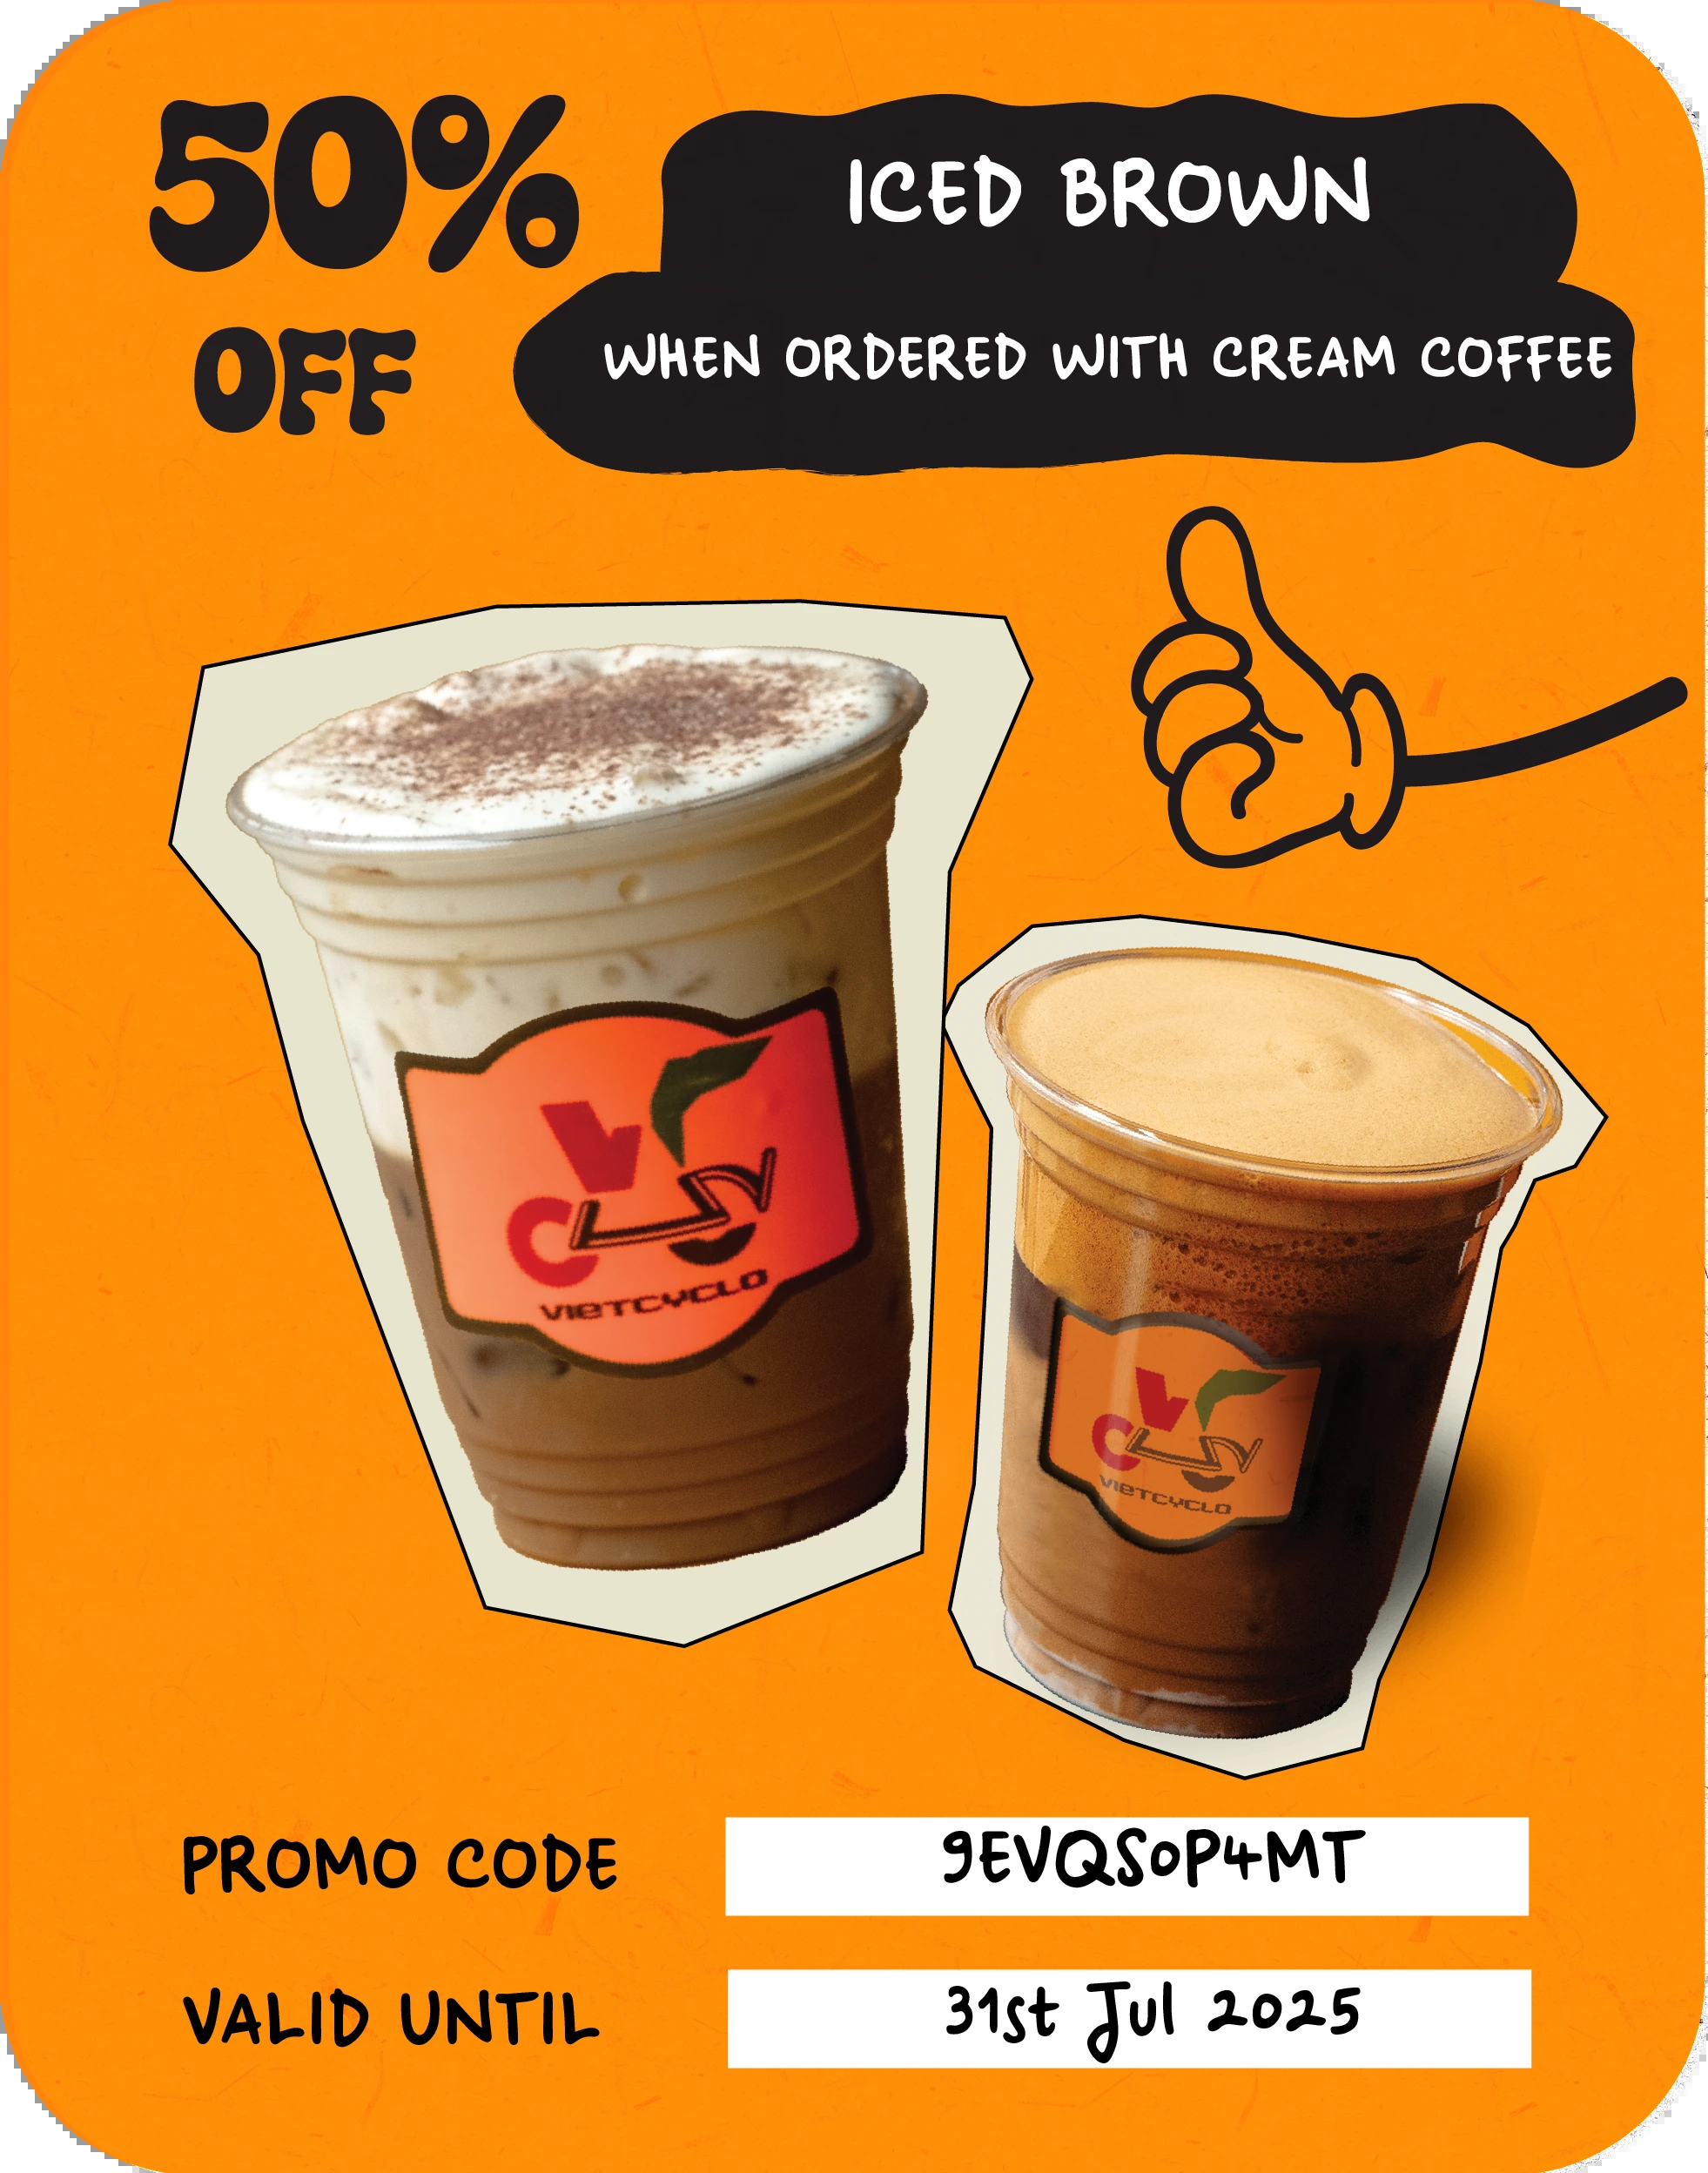 50%
OFF
ICED BROWN
WHEN ORDERED WITH CREAM COFFEE
VIETCYCLO
VIETCYCLO
PROMO CODE
9EVQS0P4MT
VALID UNTIL
31st Jul 2025